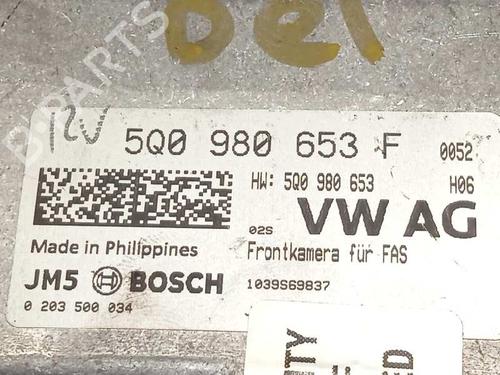 Del
5Q0 980 653 F 0052
HW: 5Q0 980 653 H06
02S VW AG
Made in Philippines Frontkamera für FAS
JM5 BOSCH 1039S69837
0 203 500 034
B-PARTS